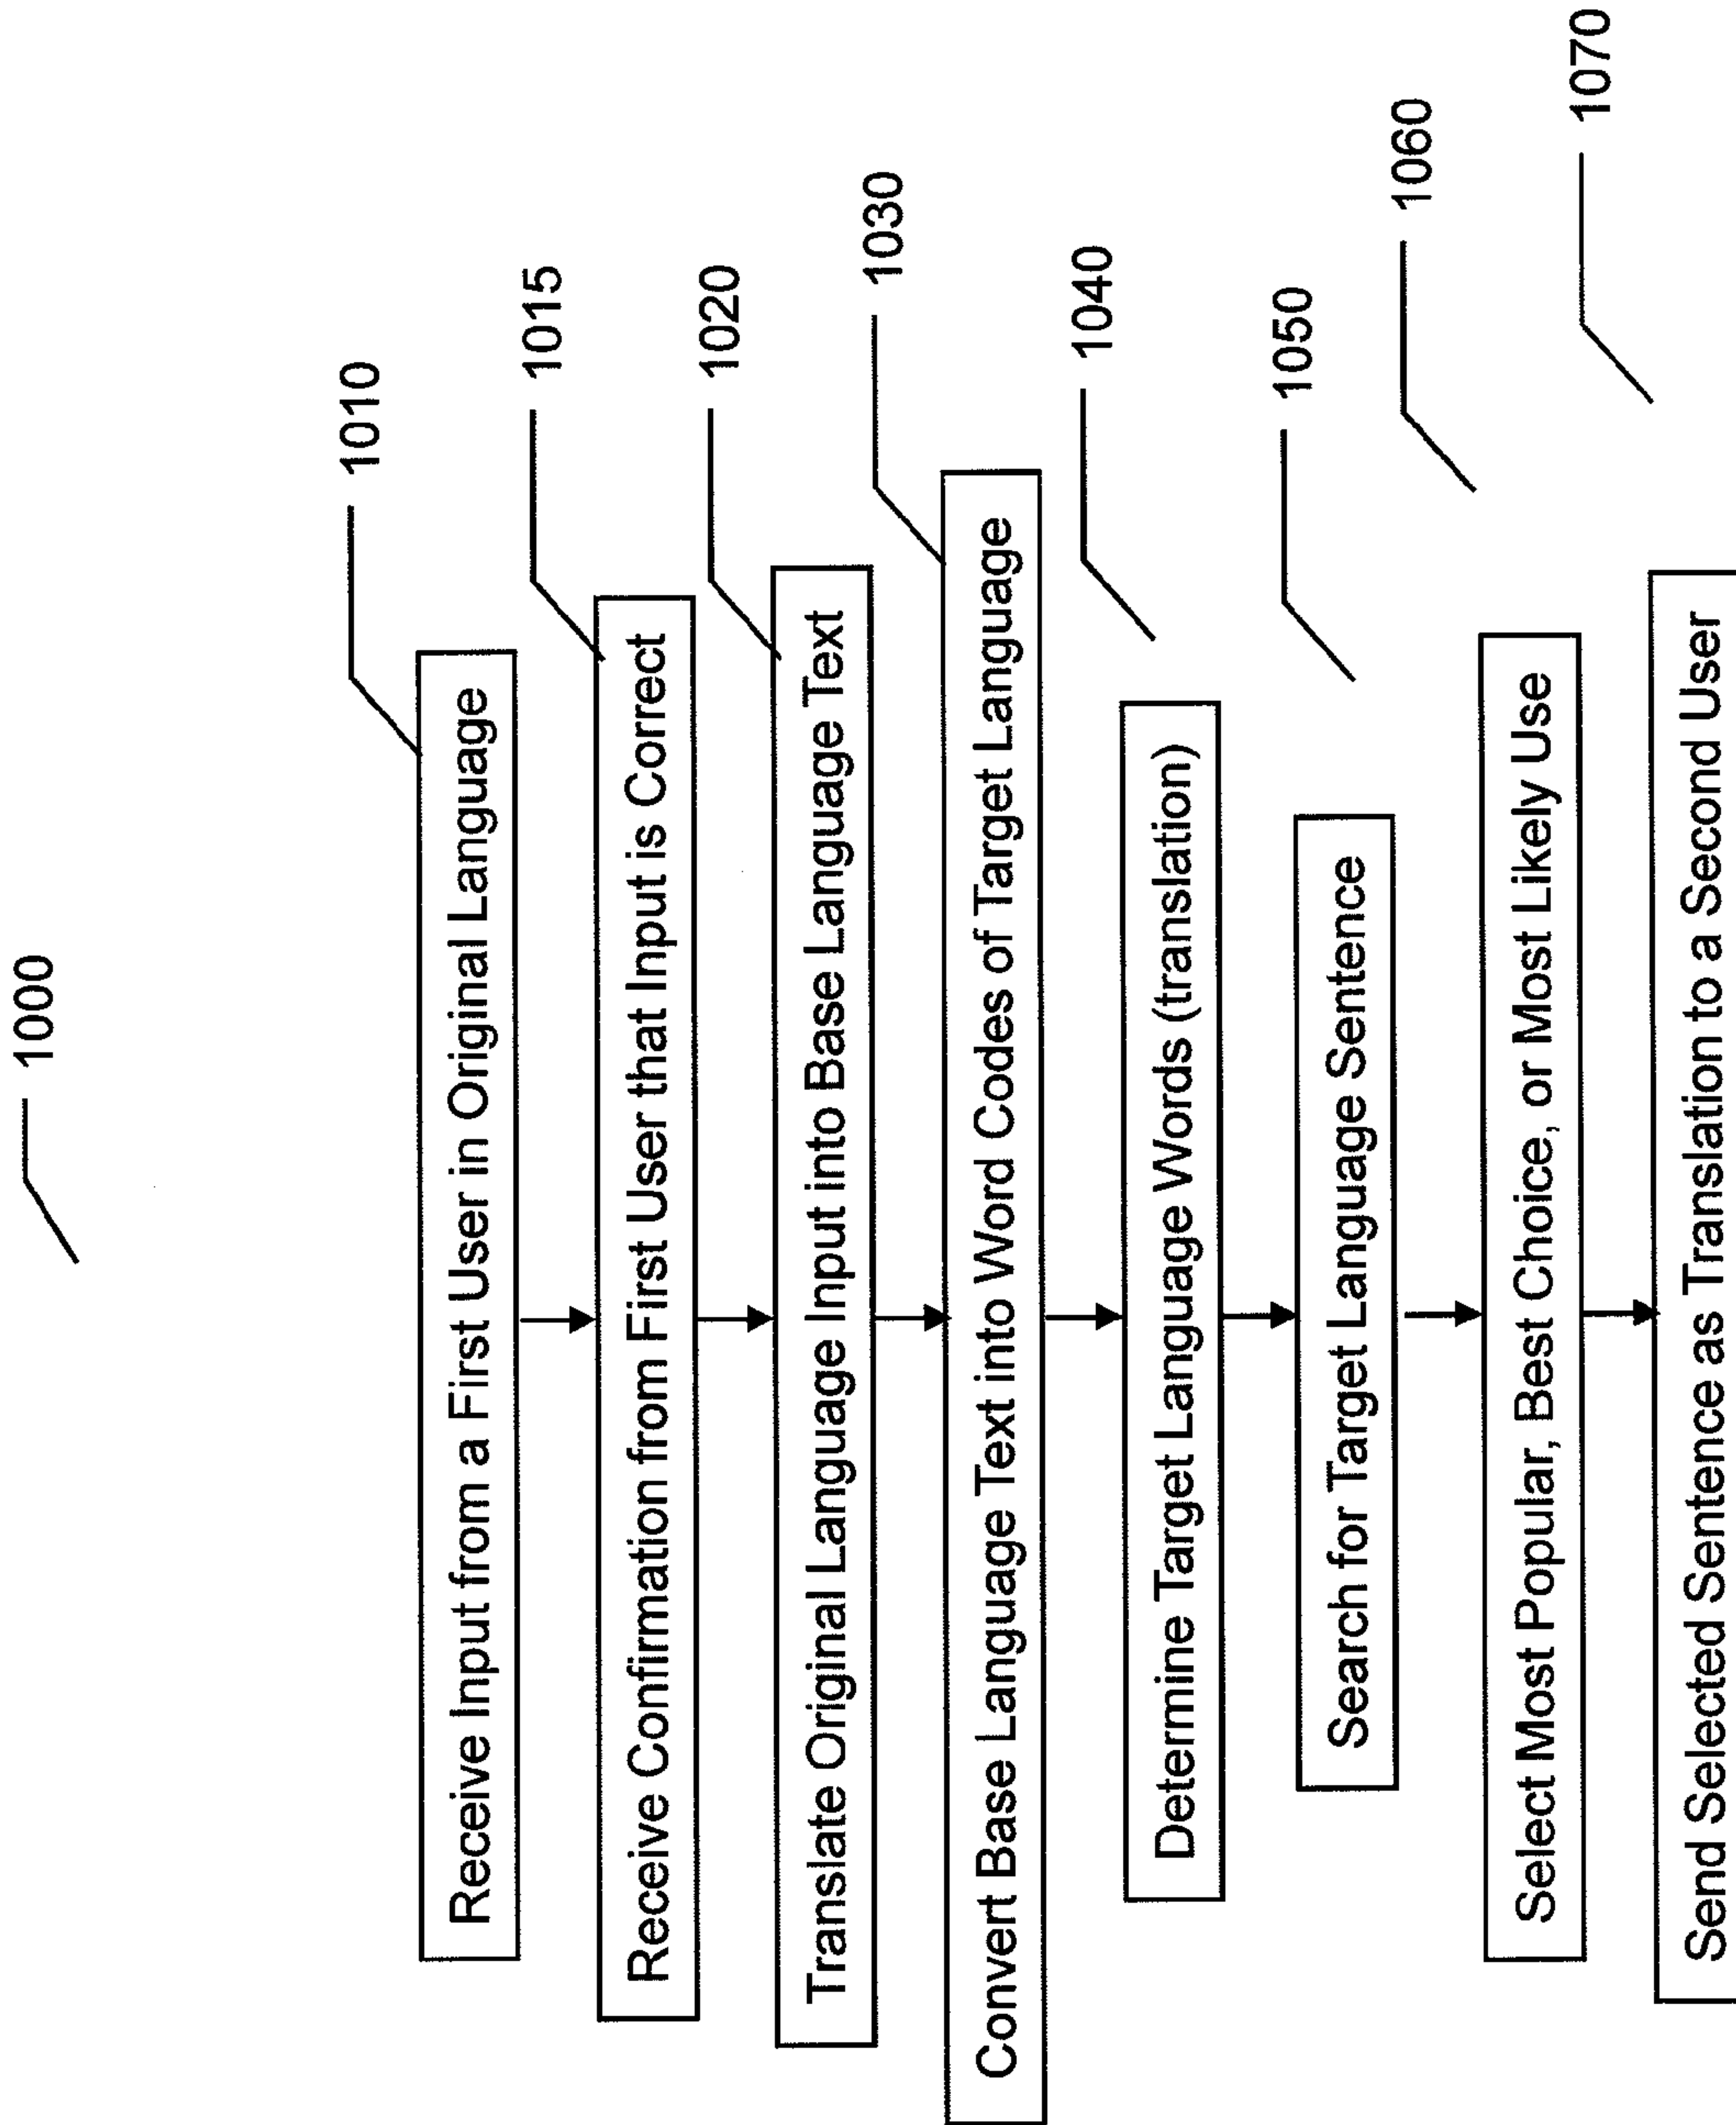 1000
1010
Receive Input from a First User in Original Language
1015
Receive Confirmation from First User that Input is Correct
1020
Translate Original Language Input into Base Language Text
1030
Convert Base Language Text into Word Codes of Target Language
1040
Determine Target Language Words (translation)
1050
Search for Target Language Sentence
1060
Select Most Popular, Best Choice, or Most Likely Use
1070
Send Selected Sentence as Translation to a Second User